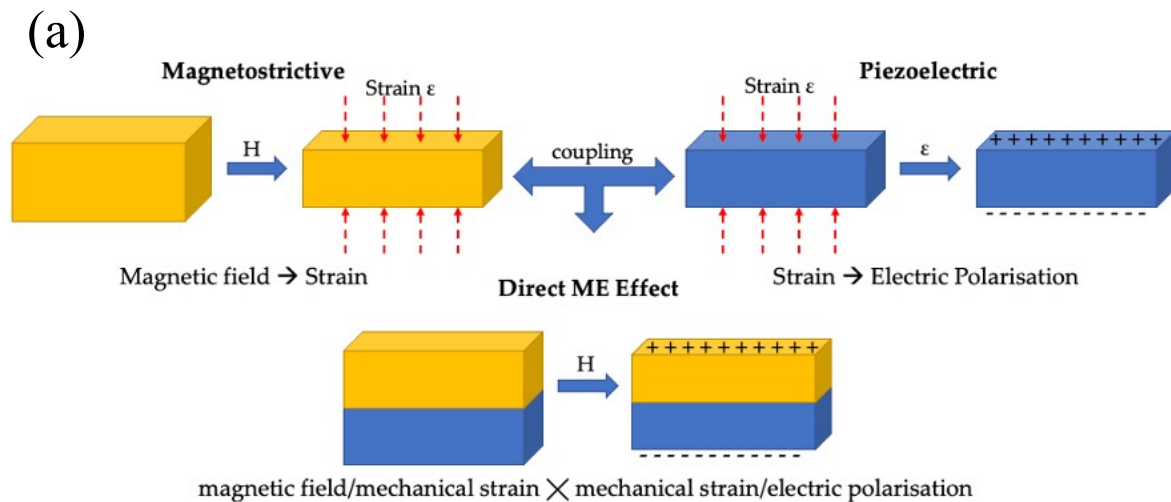 (a)
Magnetostrictive
Piezoelectric
Strain ε
Strain ε
H
coupling
ε
+ + + + + + + + + +
- - - - - - - - - -
Magnetic field → Strain
Strain → Electric Polarisation
Direct ME Effect
H
+ + + + + + + + + +
- - - - - - - - - -
magnetic field/mechanical strain ╳ mechanical strain/electric polarisation